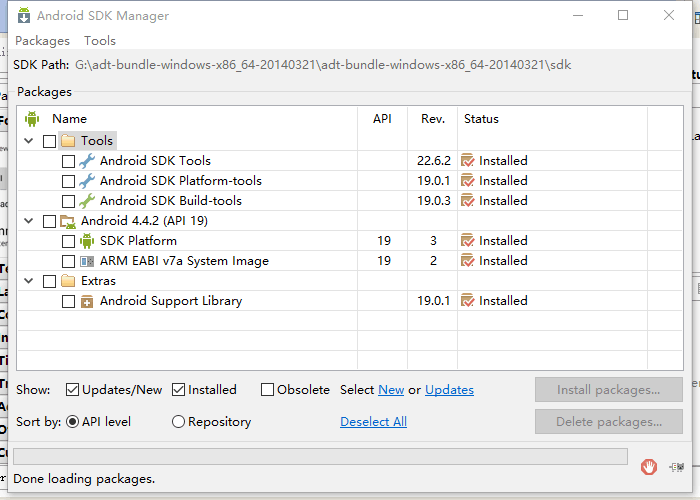 Android SDK Manager
Packages Tools
SDK Path: G:\adt-bundle-windows-x86_64-20140321\adt-bundle-windows-x86_64-20140321\sdk
Packages
Name API Rev. Status
Tools
Android SDK Tools 22.6.2 Installed
Android SDK Platform-tools 19.0.1 Installed
Android SDK Build-tools 19.0.3 Installed
Android 4.4.2 (API 19)
SDK Platform 19 3 Installed
ARM EABI v7a System Image 19 2 Installed
Extras
Android Support Library 19.0.1 Installed
Show: Updates/New Installed Obsolete Select New or Updates Install packages...
Sort by: API level Repository Deselect All Delete packages...
Done loading packages.